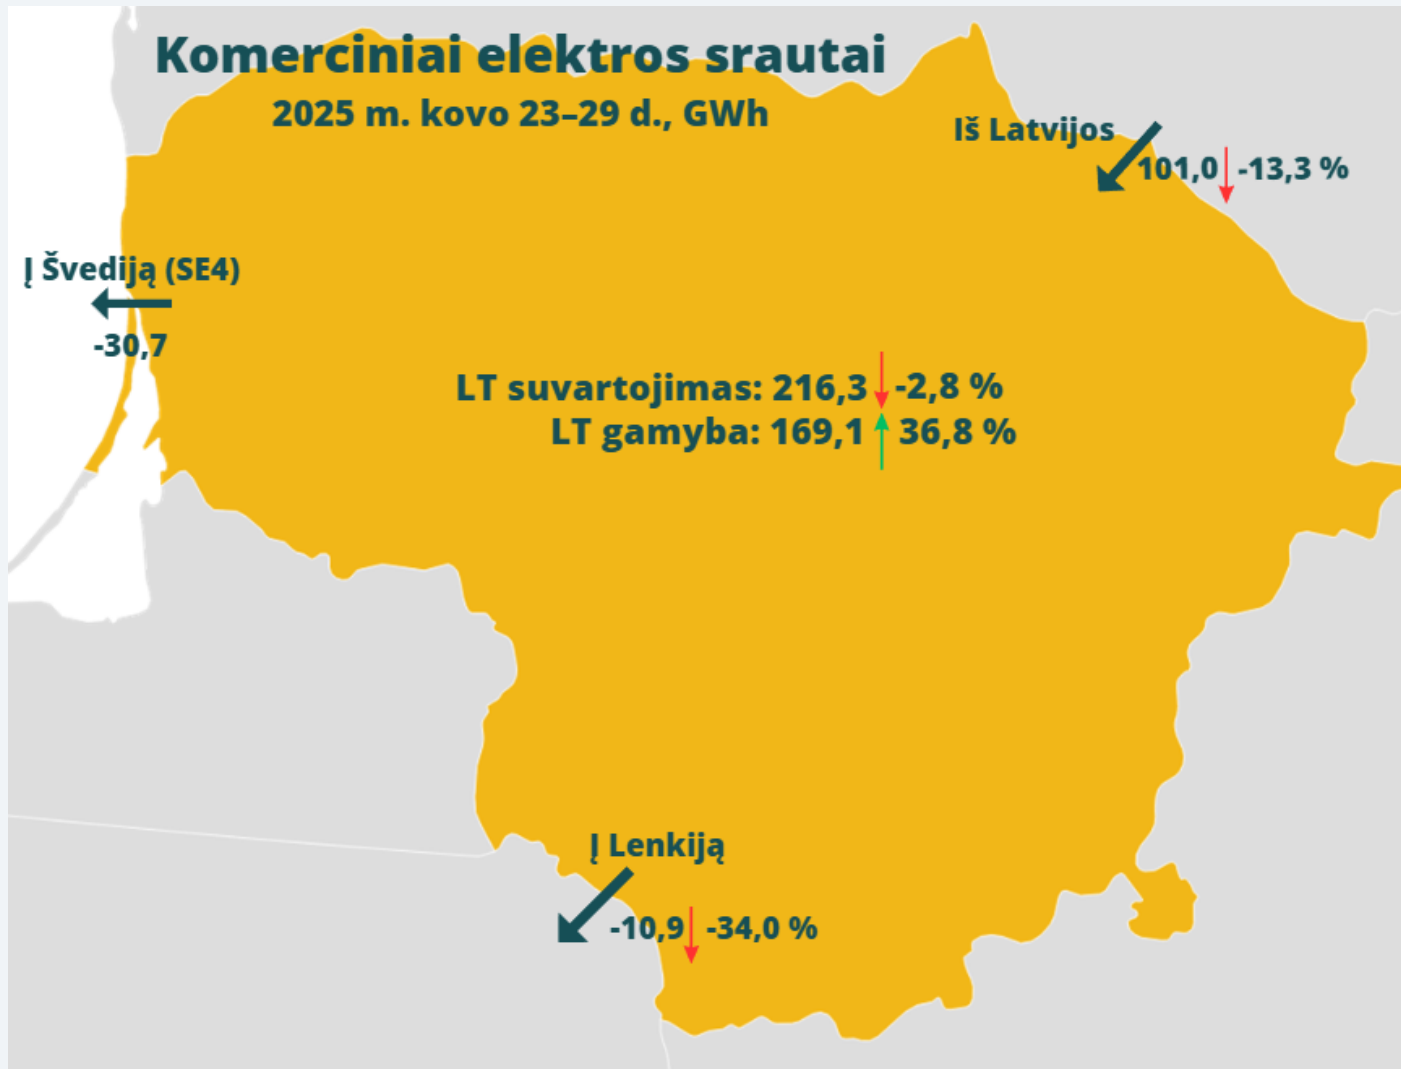 Komerciniai elektros srautai
2025 m. kovo 23–29 d., GWh
Iš Latvijos
101,0 -13,3 %
Į Švediją (SE4)
-30,7
LT suvartojimas: 216,3 -2,8 %
LT gamyba: 169,1 36,8 %
Į Lenkiją
-10,9 -34,0 %